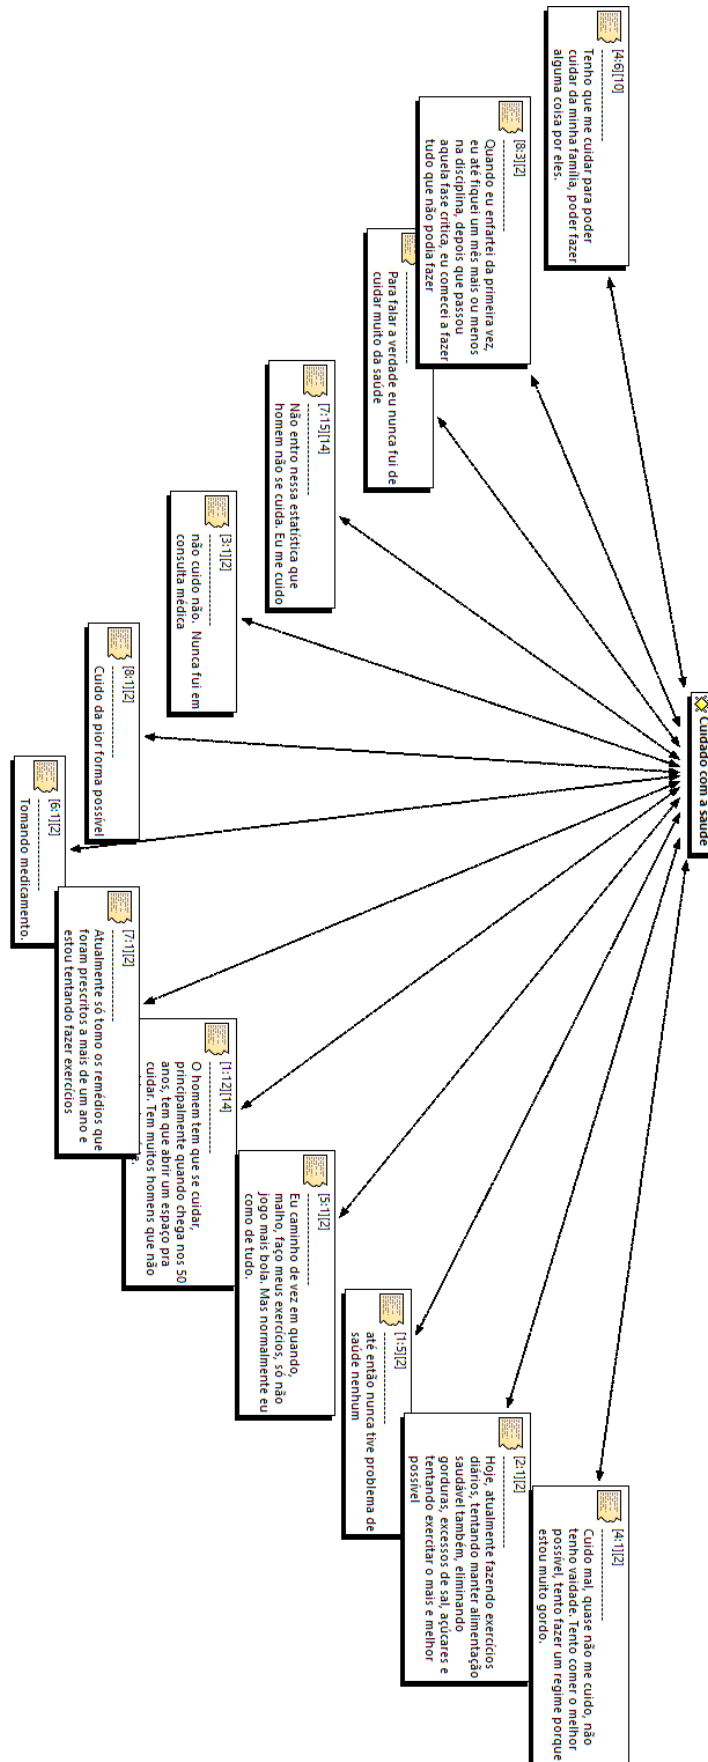 Cuidado com a saúde
[4:6][10]
Tenho que me cuidar para poder
cuidar da minha família, poder fazer
alguma coisa por eles.
[8:3][2]
Quando eu enfartei da primeira vez,
eu até fiquei um mês mais ou menos
na disciplina, depois que passou
aquela fase critica, eu comecei a fazer
tudo que não podia fazer
Para falar a verdade eu nunca fui de
cuidar muito da saúde
[7:15][14]
Não entro nessa estatística que
homem não se cuida. Eu me cuido
[3:1][2]
não cuido não. Nunca fui em
consulta médica
[8:1][2]
Cuido da pior forma possível
[6:1][2]
Tomando medicamento.
[7:1][2]
Atualmente só tomo os remédios que
foram prescritos a mais de um ano e
estou tentando fazer exercícios
[1:12][14]
O homem tem que se cuidar,
principalmente quando chega nos 50
anos, tem que abrir um espaço pra
cuidar. Tem muitos homens que não
[5:1][2]
Eu caminho de vez em quando,
malho, faço meus exercícios, só não
jogo mais bola. Mas normalmente eu
como de tudo.
[1:5][2]
até então nunca tive problema de
saúde nenhum
[2:1][2]
Hoje, atualmente fazendo exercícios
diários, tentando manter alimentação
saudável também, eliminando
gorduras, excessos de sal, açúcares e
tentando exercitar o mais e melhor
possível
[4:1][2]
Cuido mal, quase não me cuido, não
tenho vaidade. Tento comer o melhor
possível, tento fazer um regime porque
estou muito gordo.